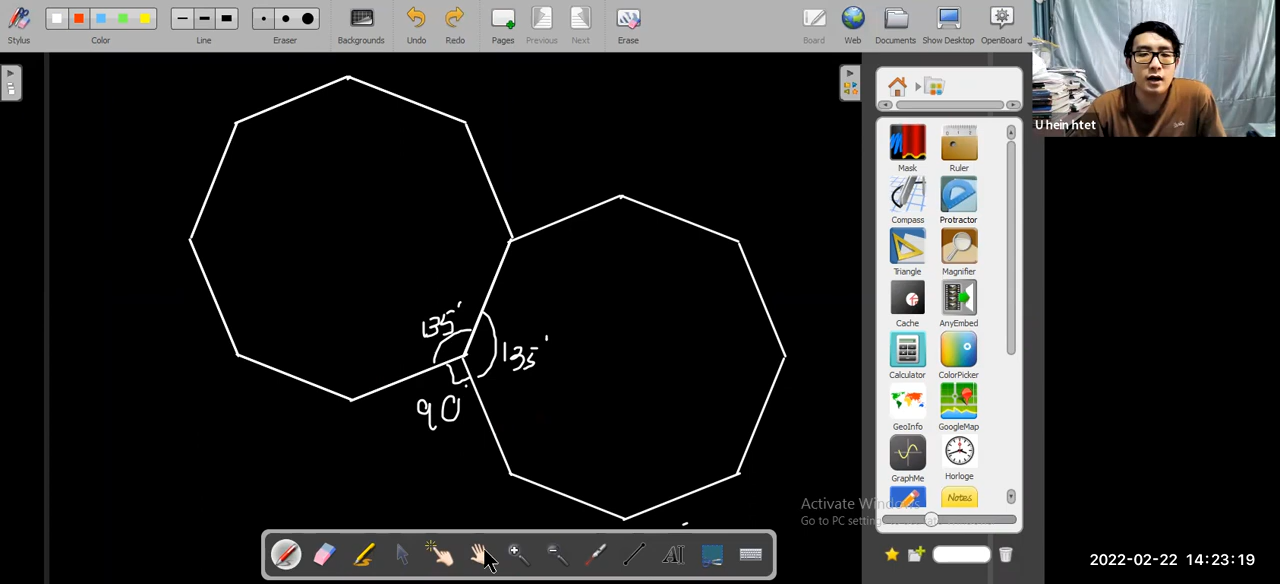 Stylus
Color
Line
Eraser
Backgrounds
Undo
Redo
Pages
Previous
Next
Erase
Board
Web
Documents
Show Desktop
OpenBoard
U hein htet
Mask
Ruler
Compass
Protractor
Triangle
Magnifier
Cache
AnyEmbed
Calculator
ColorPicker
GeoInfo
GoogleMap
GraphMe
Horloge
Notes
135°
135°
90°
Activate Windows
Go to PC settings
AI
2022-02-22 14:23:19